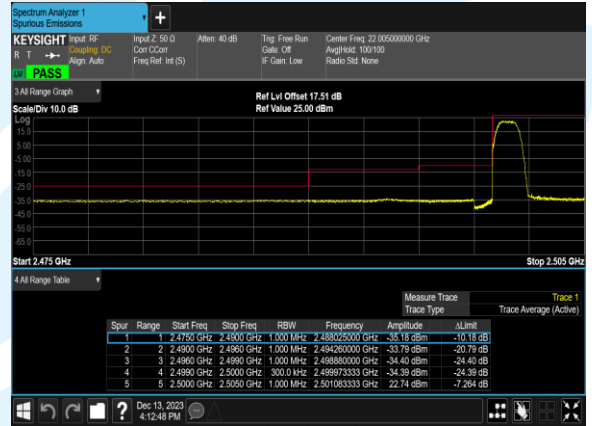 Spectrum Analyzer 1
Spurious Emissions
KEYSIGHT Input: RF Input Z: 50 Ω Atten: 40 dB Trig: Free Run Center Freq: 22.005000000 GHz
R T Coupling: DC Corr CCorr Gate: Off Avg|Hold: 100/100
Align: Auto Freq Ref: Int (S) IF Gain: Low Radio Std: None
PASS
3 All Range Graph
Ref Lvl Offset 17.51 dB
Scale/Div 10.0 dB Ref Value 25.00 dBm
Log
15.0
5.00
-5.00
-15.0
-25.0
-35.0
-45.0
-55.0
-65.0
Start 2.475 GHz Stop 2.505 GHz
4 All Range Table
Measure Trace Trace 1
Trace Type Trace Average (Active)
Spur Range Start Freq Stop Freq RBW Frequency Amplitude ΔLimit
1 1 2.4750 GHz 2.4900 GHz 1.000 MHz 2.488025000 GHz -35.18 dBm -10.18 dB
2 2 2.4900 GHz 2.4960 GHz 1.000 MHz 2.494260000 GHz -33.79 dBm -20.79 dB
3 3 2.4960 GHz 2.4990 GHz 1.000 MHz 2.498880000 GHz -34.40 dBm -24.40 dB
4 4 2.4990 GHz 2.5000 GHz 300.0 kHz 2.499973333 GHz -34.39 dBm -24.39 dB
5 5 2.5000 GHz 2.5050 GHz 1.000 MHz 2.501083333 GHz 22.74 dBm -7.264 dB
Dec 13, 2023
4:12:48 PM